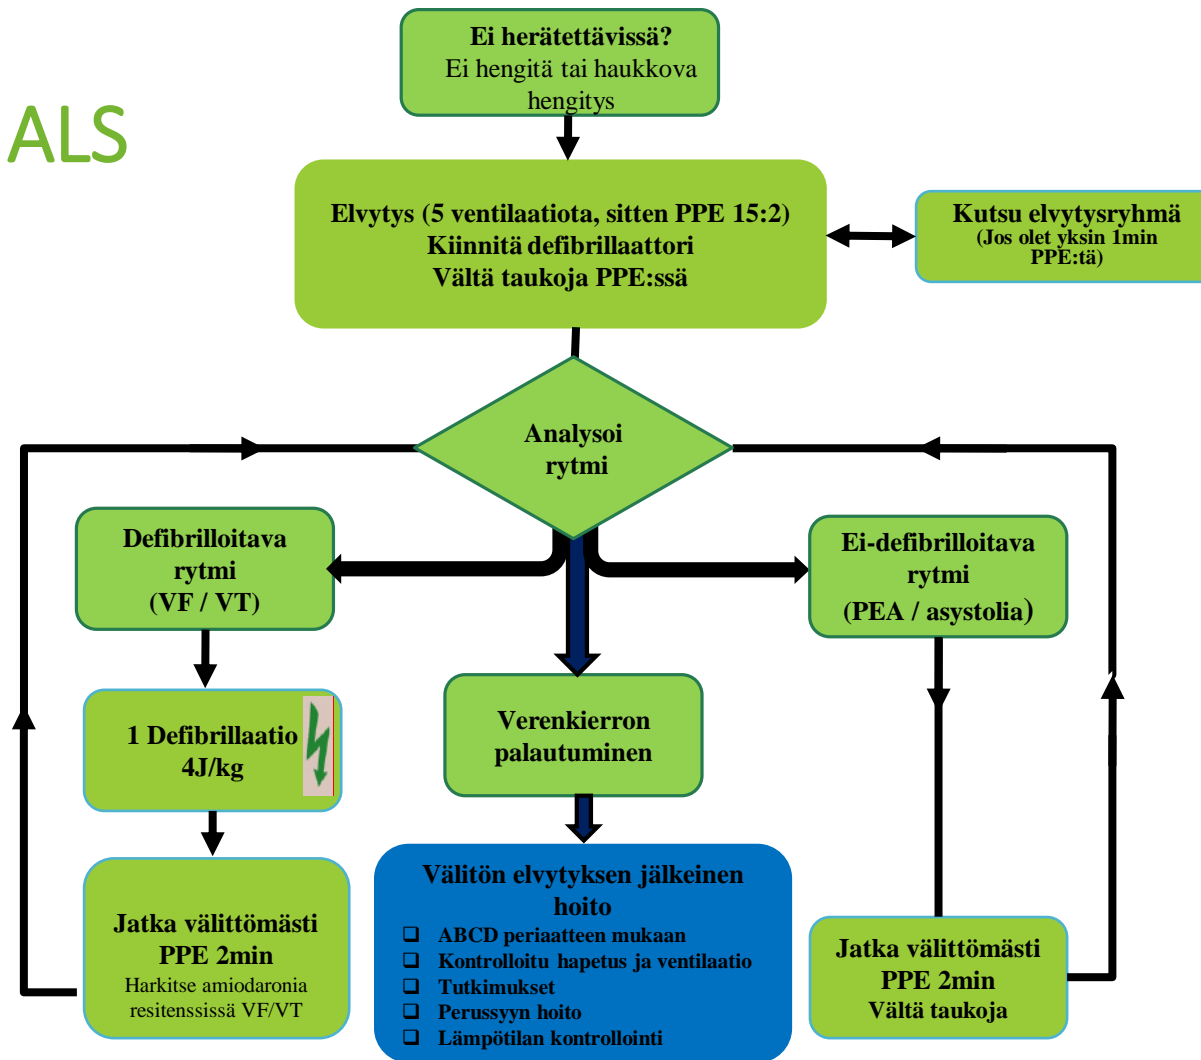 ALS
Ei herätettävissä?
Ei hengitä tai haukkova
hengitys
Elvytys (5 ventilaatiota, sitten PPE 15:2)
Kiinnitä defibrillaattori
Vältä taukoja PPE:ssä
Kutsu elvytysryhmä
(Jos olet yksin 1min
PPE:tä)
Analysoi
rytmi
Defibrilloitava
rytmi
(VF / VT)
Ei-defibrilloitava
rytmi
(PEA / asystolia)
1 Defibrillaatio
4J/kg
Verenkierron
palautuminen
Jatka välittömästi
PPE 2min
Harkitse amiodaronia
resitenssissä VF/VT
Välitön elvytyksen jälkeinen
hoito
❑ ABCD periaatteen mukaan
❑ Kontrolloitu hapetus ja ventilaatio
❑ Tutkimukset
❑ Perussyyn hoito
❑ Lämpötilan kontrollointi
Jatka välittömästi
PPE 2min
Vältä taukoja